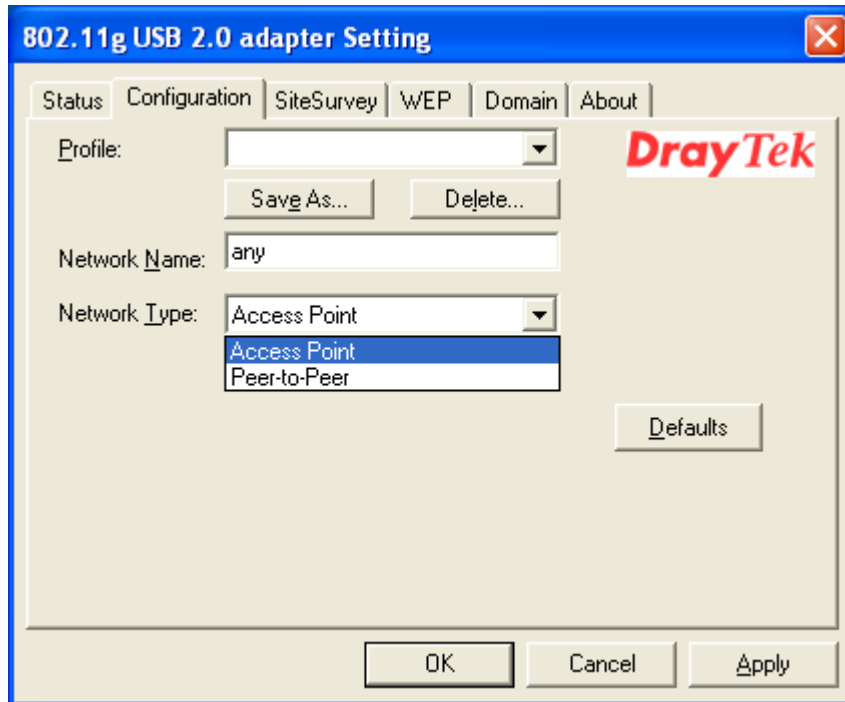 802.11g USB 2.0 adapter Setting
Status Configuration SiteSurvey WEP Domain About
Profile:
DrayTek
Save As... Delete...
Network Name: any
Network Type: Access Point
Access Point
Peer-to-Peer
Defaults
OK Cancel Apply